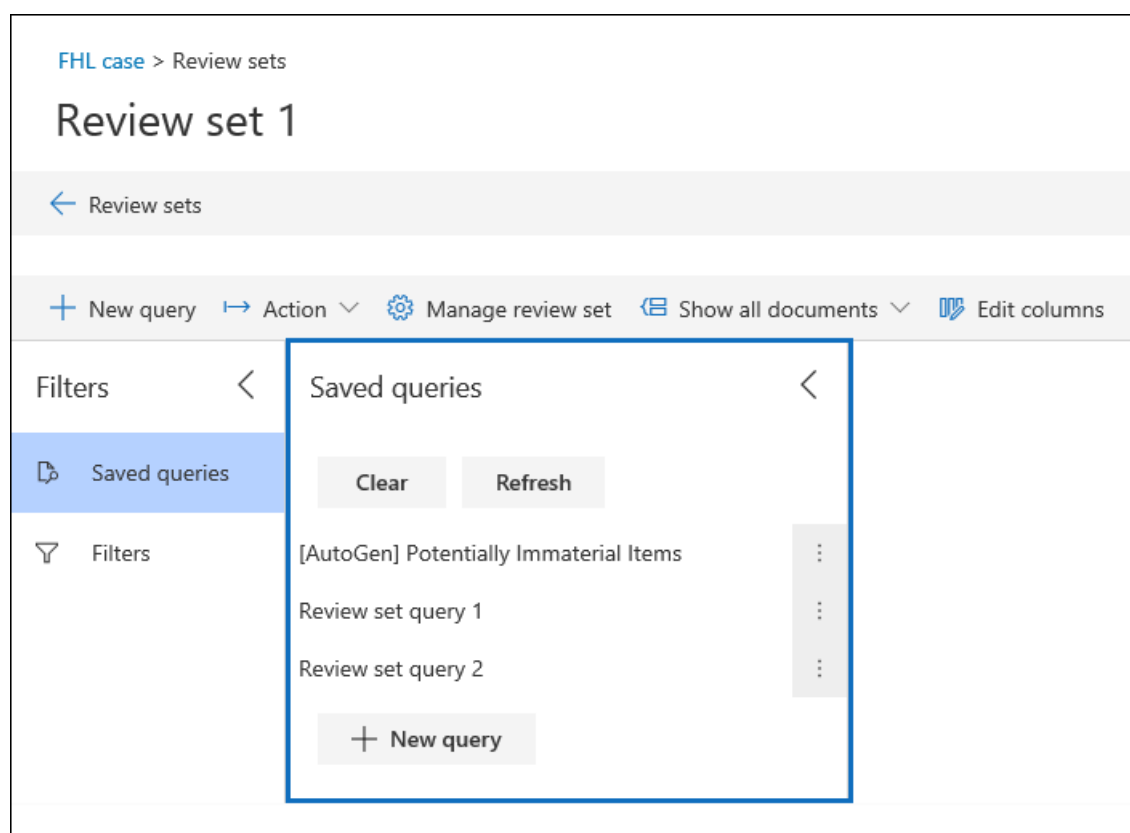 FHL case > Review sets
Review set 1
Review sets
New query Action Manage review set Show all documents Edit columns
Filters
Saved queries
Filters
Saved queries
Clear Refresh
[AutoGen] Potentially Immaterial Items
Review set query 1
Review set query 2
New query